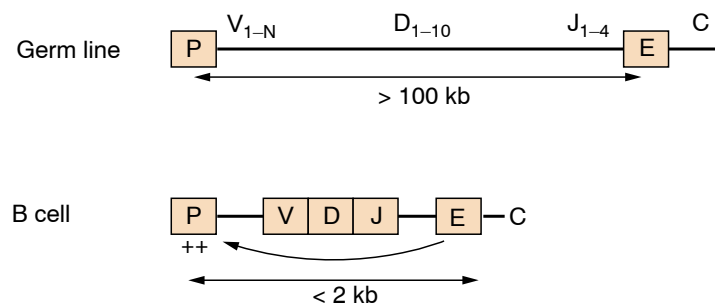 V₁₋N D₁₋₁₀ J₁₋₄ C
Germ line P E
> 100 kb
B cell P V D J E C
++
< 2 kb